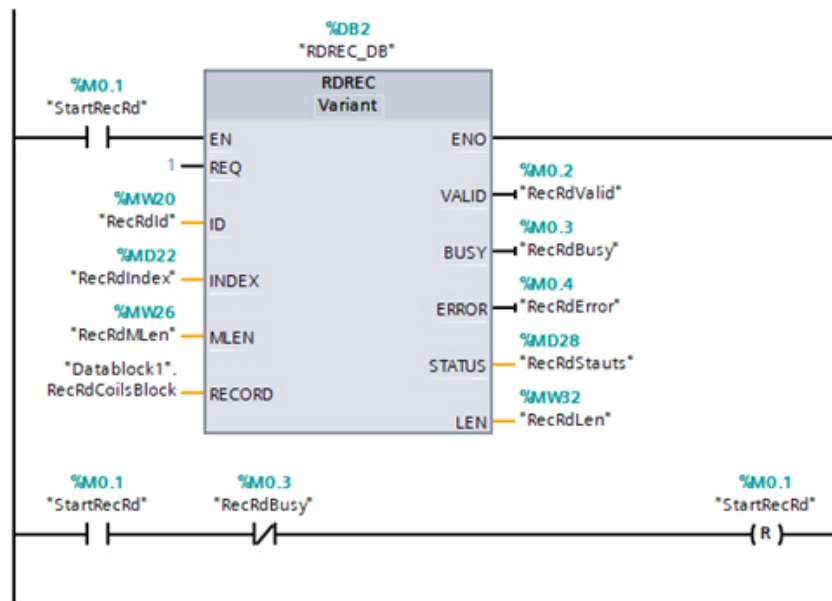 %DB2
"RDREC_DB"
%M0.1
"StartRecRd"
RDREC
Variant
EN
ENO
1
REQ
%M0.2
VALID
"RecRdValid"
%MW20
"RecRdId"
ID
%M0.3
BUSY
"RecRdBusy"
%MD22
"RecRdIndex"
INDEX
%M0.4
ERROR
"RecRdError"
%MW26
"RecRdMLen"
MLEN
%MD28
STATUS
"RecRdStauts"
"Datablock1".
RecRdCoilsBlock
RECORD
%MW32
LEN
"RecRdLen"
%M0.1
"StartRecRd"
%M0.3
"RecRdBusy"
%M0.1
"StartRecRd"
R